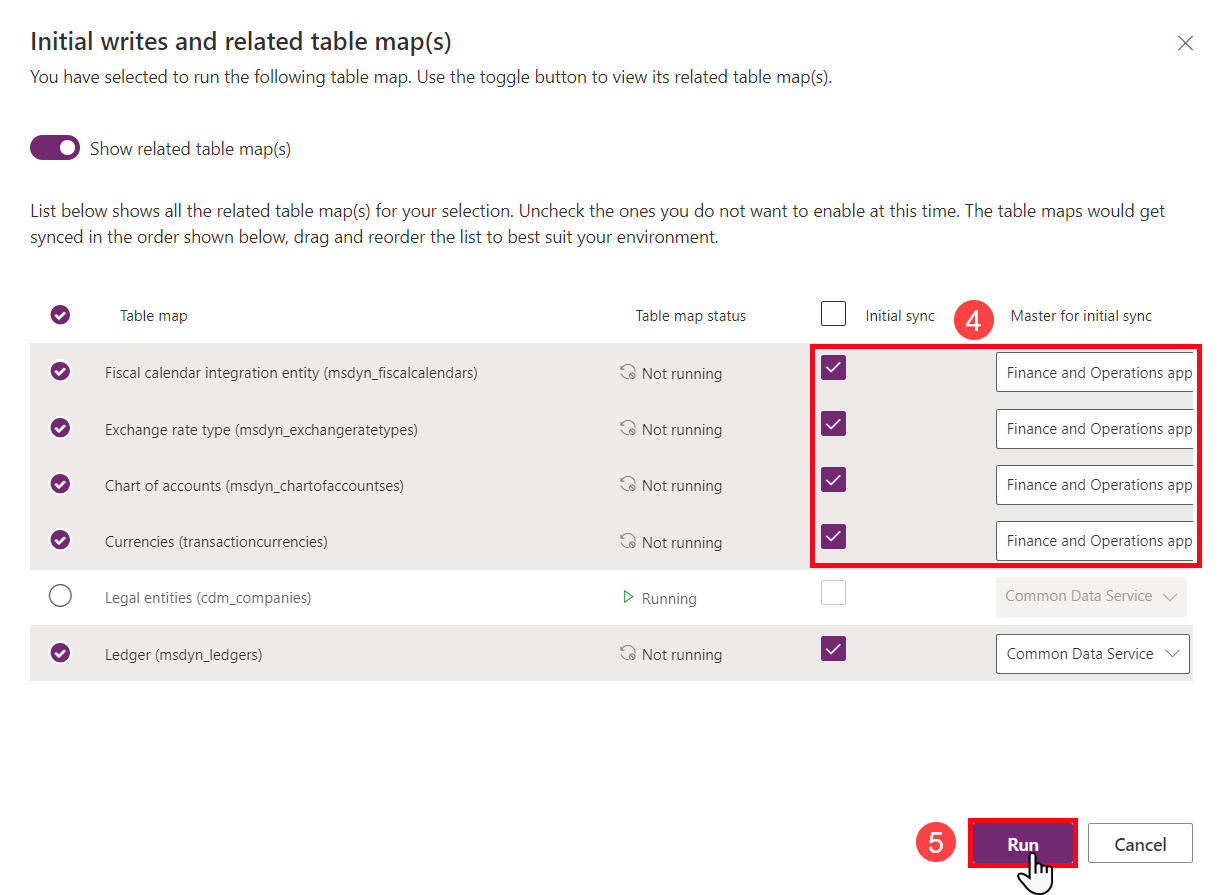 Initial writes and related table map(s)
You have selected to run the following table map. Use the toggle button to view its related table map(s).
Show related table map(s)
List below shows all the related table map(s) for your selection. Uncheck the ones you do not want to enable at this time. The table maps would get
synced in the order shown below, drag and reorder the list to best suit your environment.
Table map Table map status Initial sync 4 Master for initial sync
Fiscal calendar integration entity (msdyn_fiscalcalendars) Not running Finance and Operations app
Exchange rate type (msdyn_exchangeratetypes) Not running Finance and Operations app
Chart of accounts (msdyn_chartofaccountses) Not running Finance and Operations app
Currencies (transactioncurrencies) Not running Finance and Operations app
Legal entities (cdm_companies) Running Common Data Service
Ledger (msdyn_ledgers) Not running Common Data Service
5 Run Cancel